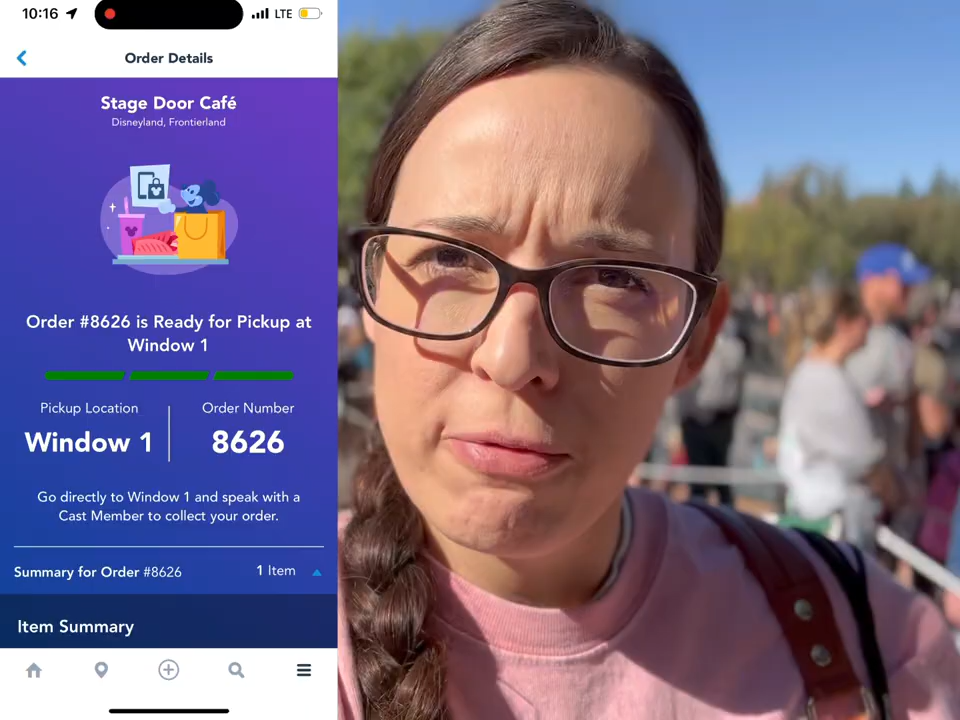 10:16
LTE
Order Details
Stage Door Café
Disneyland, Frontierland
Order #8626 is Ready for Pickup at
Window 1
Pickup Location
Order Number
Window 1
8626
Go directly to Window 1 and speak with a
Cast Member to collect your order.
Summary for Order #8626
1 Item
Item Summary